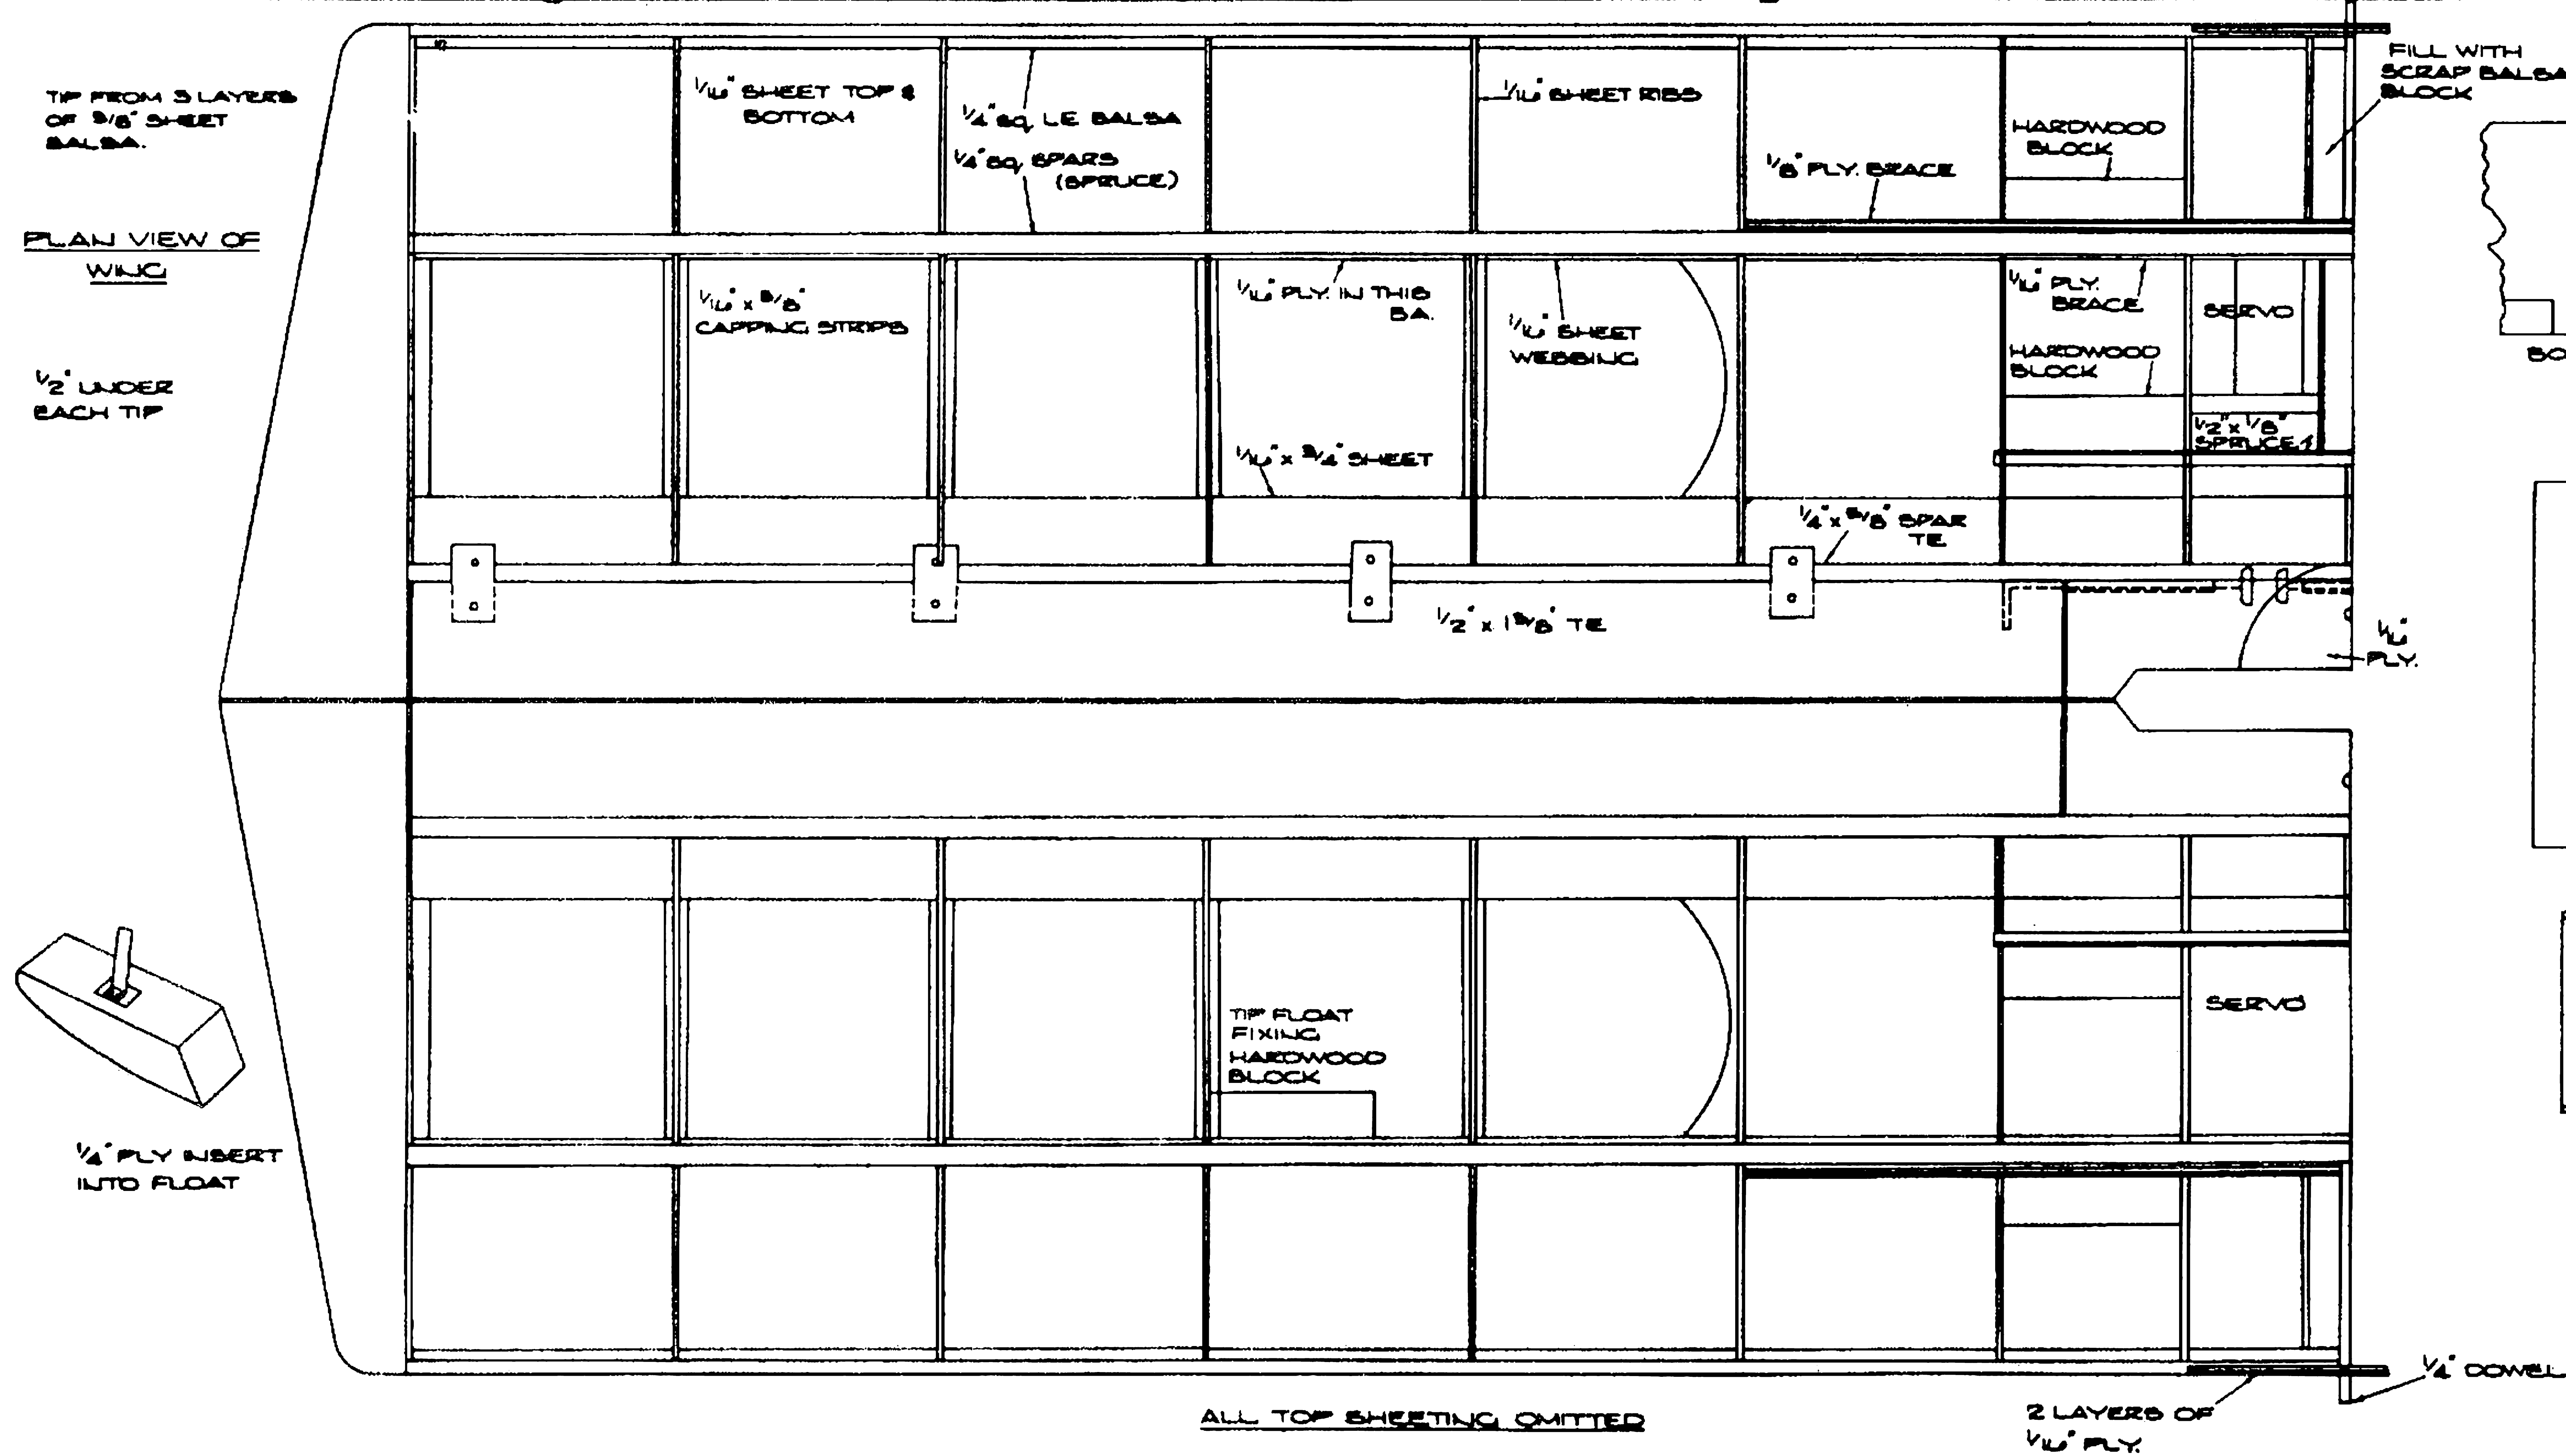 TIP FROM 3 LAYERS
OF 3/8" SHEET
BALSA.
PLAN VIEW OF
WING
1/2" UNDER
EACH TIP
1/16" SHEET TOP &
BOTTOM
1/4" SQ. LE BALSA
1/4" SQ. SPARS
(SPRUCE)
1/16" SHEET RIBS
1/8" PLY. BRACE
HARDWOOD
BLOCK
FILL WITH
SCRAP BALSA
BLOCK
1/16" x 3/8"
CAPPING STRIPS
1/16" PLY. IN THIS
BA.
1/16" SHEET
WEBBING
1/16" PLY.
BRACE
SERVO
HARDWOOD
BLOCK
1/2" x 1/8"
SPRUCE
1/16" x 3/4" SHEET
1/4" x 5/8" SPAR
TE
1/2" x 1 3/8" TE
1/16"
PLY.
BO
TIP FLOAT
FIXING
HARDWOOD
BLOCK
SERVO
1/4" PLY INSERT
INTO FLOAT
ALL TOP SHEETING OMITTED
2 LAYERS OF
1/16" PLY.
1/4" DOWEL